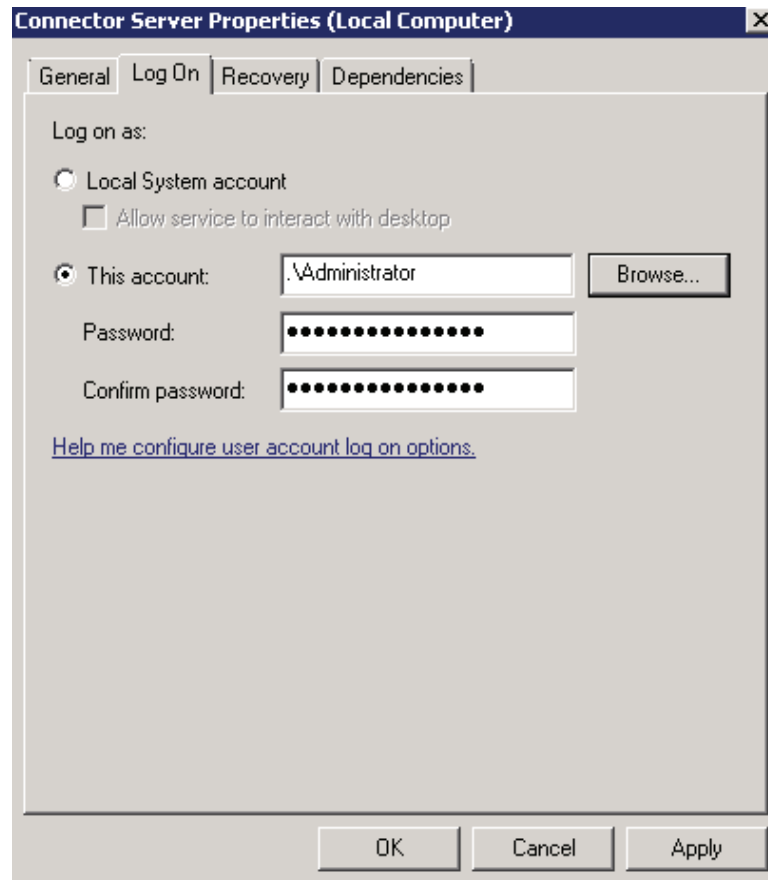 Connector Server Properties (Local Computer)
General Log On Recovery Dependencies
Log on as:
Local System account
Allow service to interact with desktop
This account: .\Administrator Browse...
Password: ●●●●●●●●●●●●●●●
Confirm password: ●●●●●●●●●●●●●●●
Help me configure user account log on options.
OK Cancel Apply